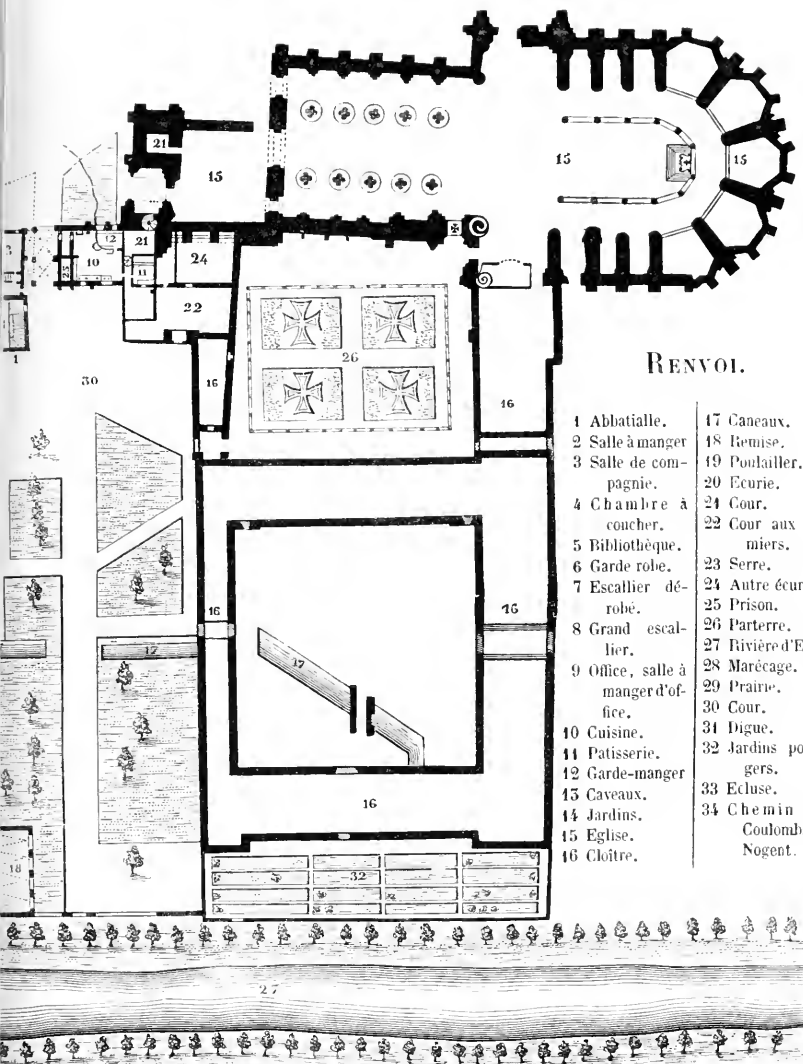 21
15
15
15
3
10
12
21
11
24
25
22
1
30
26
16
16
16
16
17
17
16
18
32
27
RENVOI.
1 Abbatialle.
2 Salle à manger
3 Salle de com-
pagnie.
4 Chambre à
coucher.
5 Bibliothèque.
6 Garde robe.
7 Escallier dé-
robé.
8 Grand escal-
lier.
9 Office, salle à
manger d'of-
fice.
10 Cuisine.
11 Patisserie.
12 Garde-manger
13 Caveaux.
14 Jardins.
15 Eglise.
16 Cloître.
17 Caneaux.
18 Remise.
19 Poulailler.
20 Ecurie.
21 Cour.
22 Cour aux
miers.
23 Serre.
24 Autre écur
25 Prison.
26 Parterre.
27 Rivière d'E
28 Marécage.
29 Prairie.
30 Cour.
31 Digue.
32 Jardins po
gers.
33 Ecluse.
34 Chemin
Coulomb
Nogent.